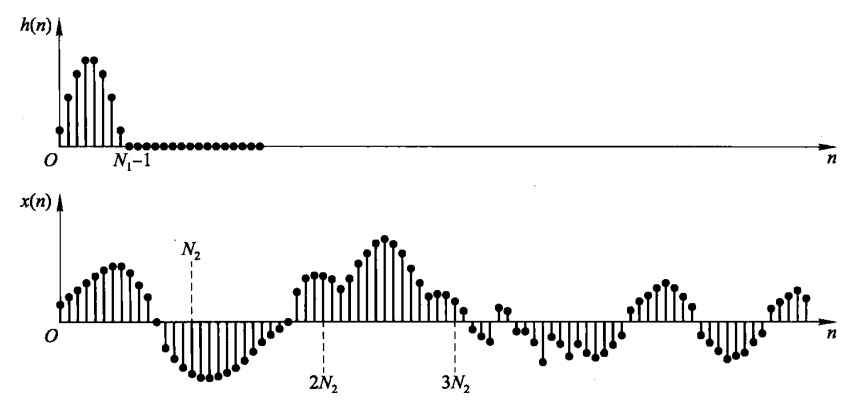 h(n)
O
N₁-1
n
x(n)
N₂
O
n
2N₂
3N₂